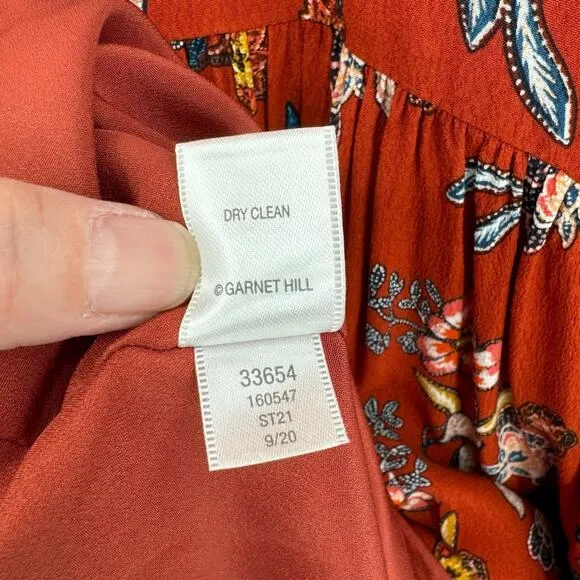 DRY CLEAN
© GARNET HILL
33654
160547
ST21
9/20